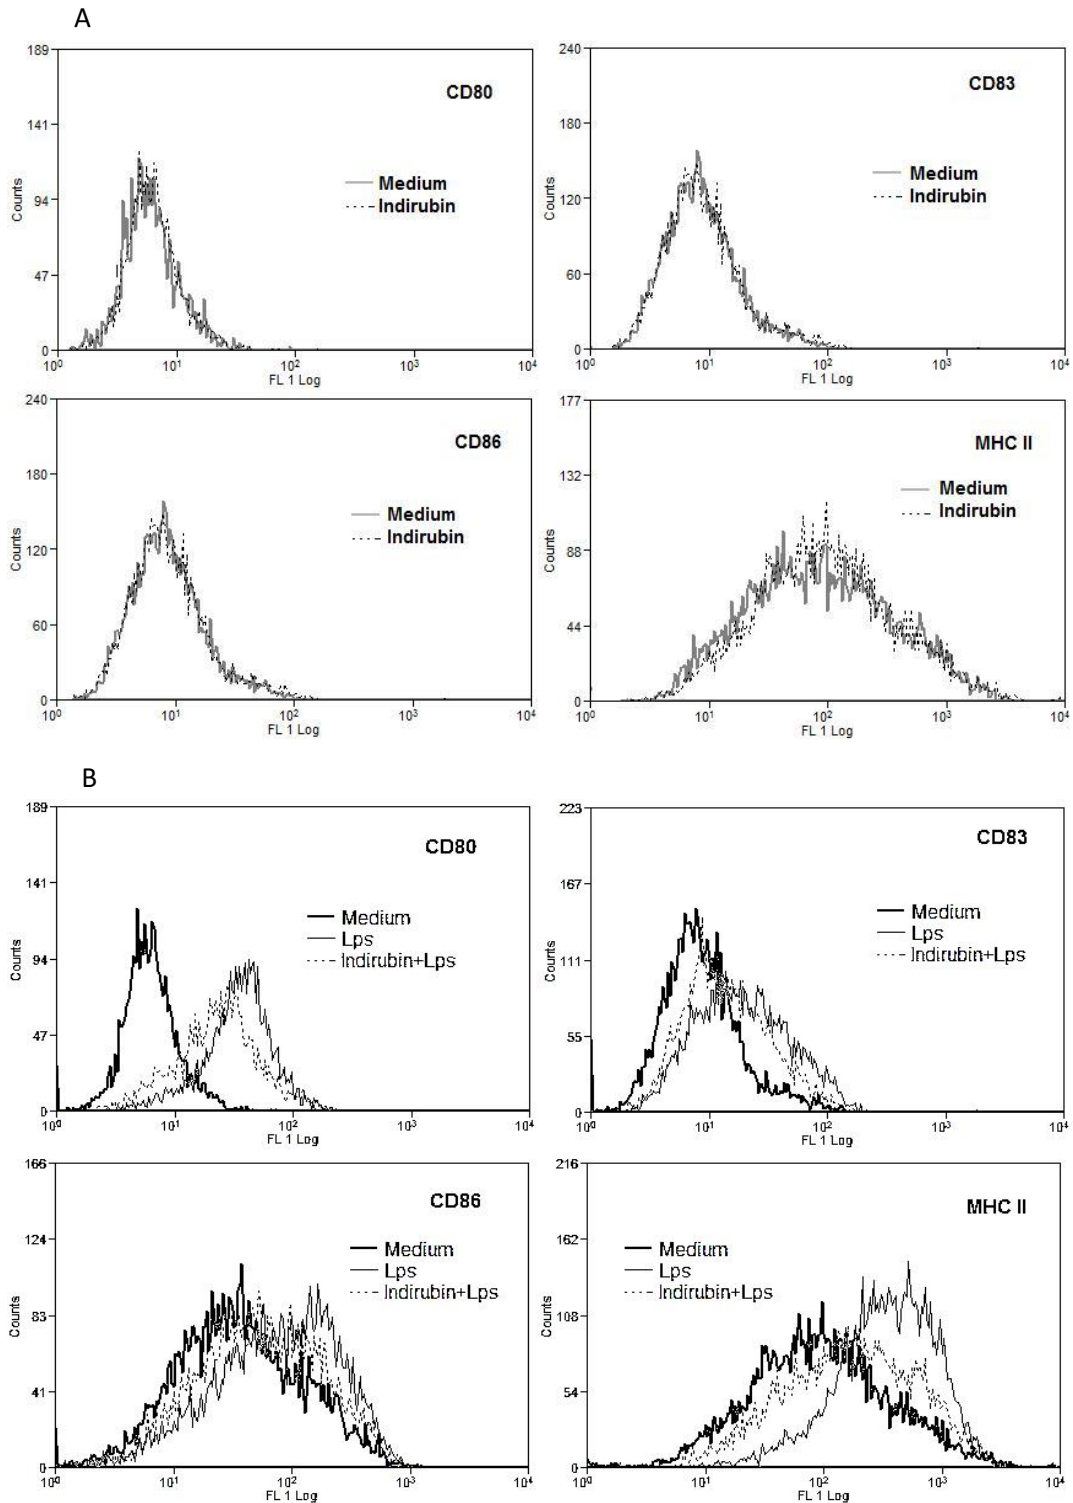 A
189
141
94
47
0
Counts
CD80
Medium
Indirubin
10⁰ 10¹ 10² 10³ 10⁴
FL 1 Log
240
180
120
60
0
Counts
CD83
Medium
Indirubin
10⁰ 10¹ 10² 10³ 10⁴
FL 1 Log
240
180
120
60
0
Counts
CD86
Medium
Indirubin
10⁰ 10¹ 10² 10³ 10⁴
FL 1 Log
177
132
88
44
0
Counts
MHC II
Medium
Indirubin
10⁰ 10¹ 10² 10³ 10⁴
FL 1 Log
B
189
141
94
47
0
Counts
CD80
Medium
Lps
Indirubin+Lps
10⁰ 10¹ 10² 10³ 10⁴
FL 1 Log
223
167
111
55
0
Counts
CD83
Medium
Lps
Indirubin+Lps
10⁰ 10¹ 10² 10³ 10⁴
FL 1 Log
166
124
83
41
0
Counts
CD86
Medium
Lps
Indirubin+Lps
10⁰ 10¹ 10² 10³ 10⁴
FL 1 Log
216
162
108
54
0
Counts
MHC II
Medium
Lps
Indirubin+Lps
10⁰ 10¹ 10² 10³ 10⁴
FL 1 Log